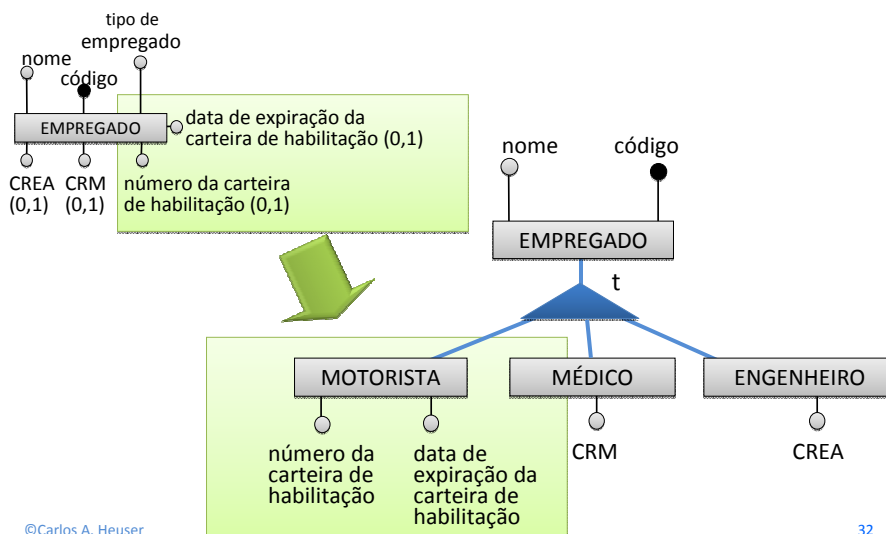 tipo de
empregado
nome
código
EMPREGADO
data de expiração da
carteira de habilitação (0,1)
CREA
(0,1)
CRM
(0,1)
número da carteira
de habilitação (0,1)
nome
código
EMPREGADO
t
MOTORISTA
MÉDICO
ENGENHEIRO
número da
carteira de
habilitação
data de
expiração da
carteira de
habilitação
CRM
CREA
©Carlos A. Heuser
32